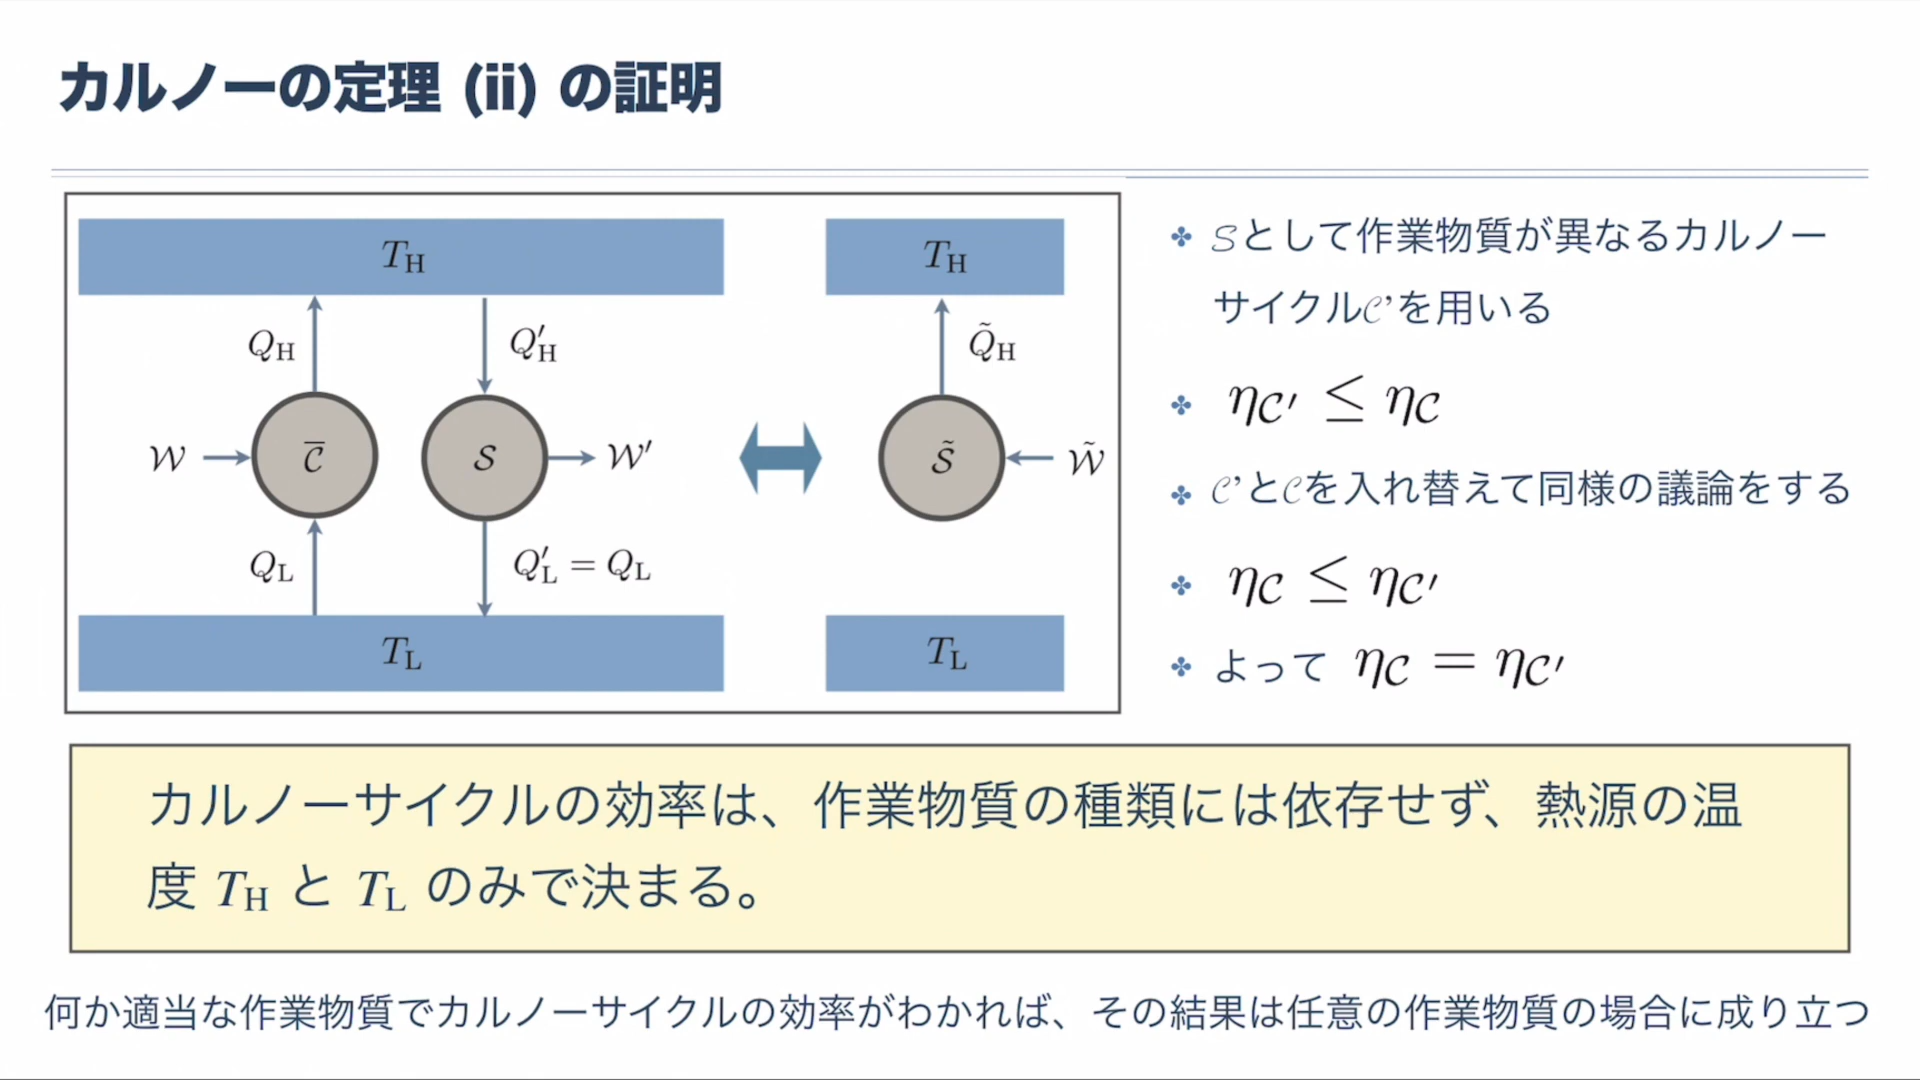 カルノーの定理 (ii) の証明
T_H
T_H
Q_H
Q′_H
Q̃_H
𝒲
𝒞̅
𝒮
𝒲′
𝒮̃
𝒲̃
Q_L
Q′_L = Q_L
T_L
T_L
𝒮として作業物質が異なるカルノー
サイクル𝒞’を用いる
η_𝒞′ ≤ η_𝒞
𝒞’と𝒞を入れ替えて同様の議論をする
η_𝒞 ≤ η_𝒞′
よって η_𝒞 = η_𝒞′
カルノーサイクルの効率は、作業物質の種類には依存せず、熱源の温
度 T_H と T_L のみで決まる。
何か適当な作業物質でカルノーサイクルの効率がわかれば、その結果は任意の作業物質の場合に成り立つ